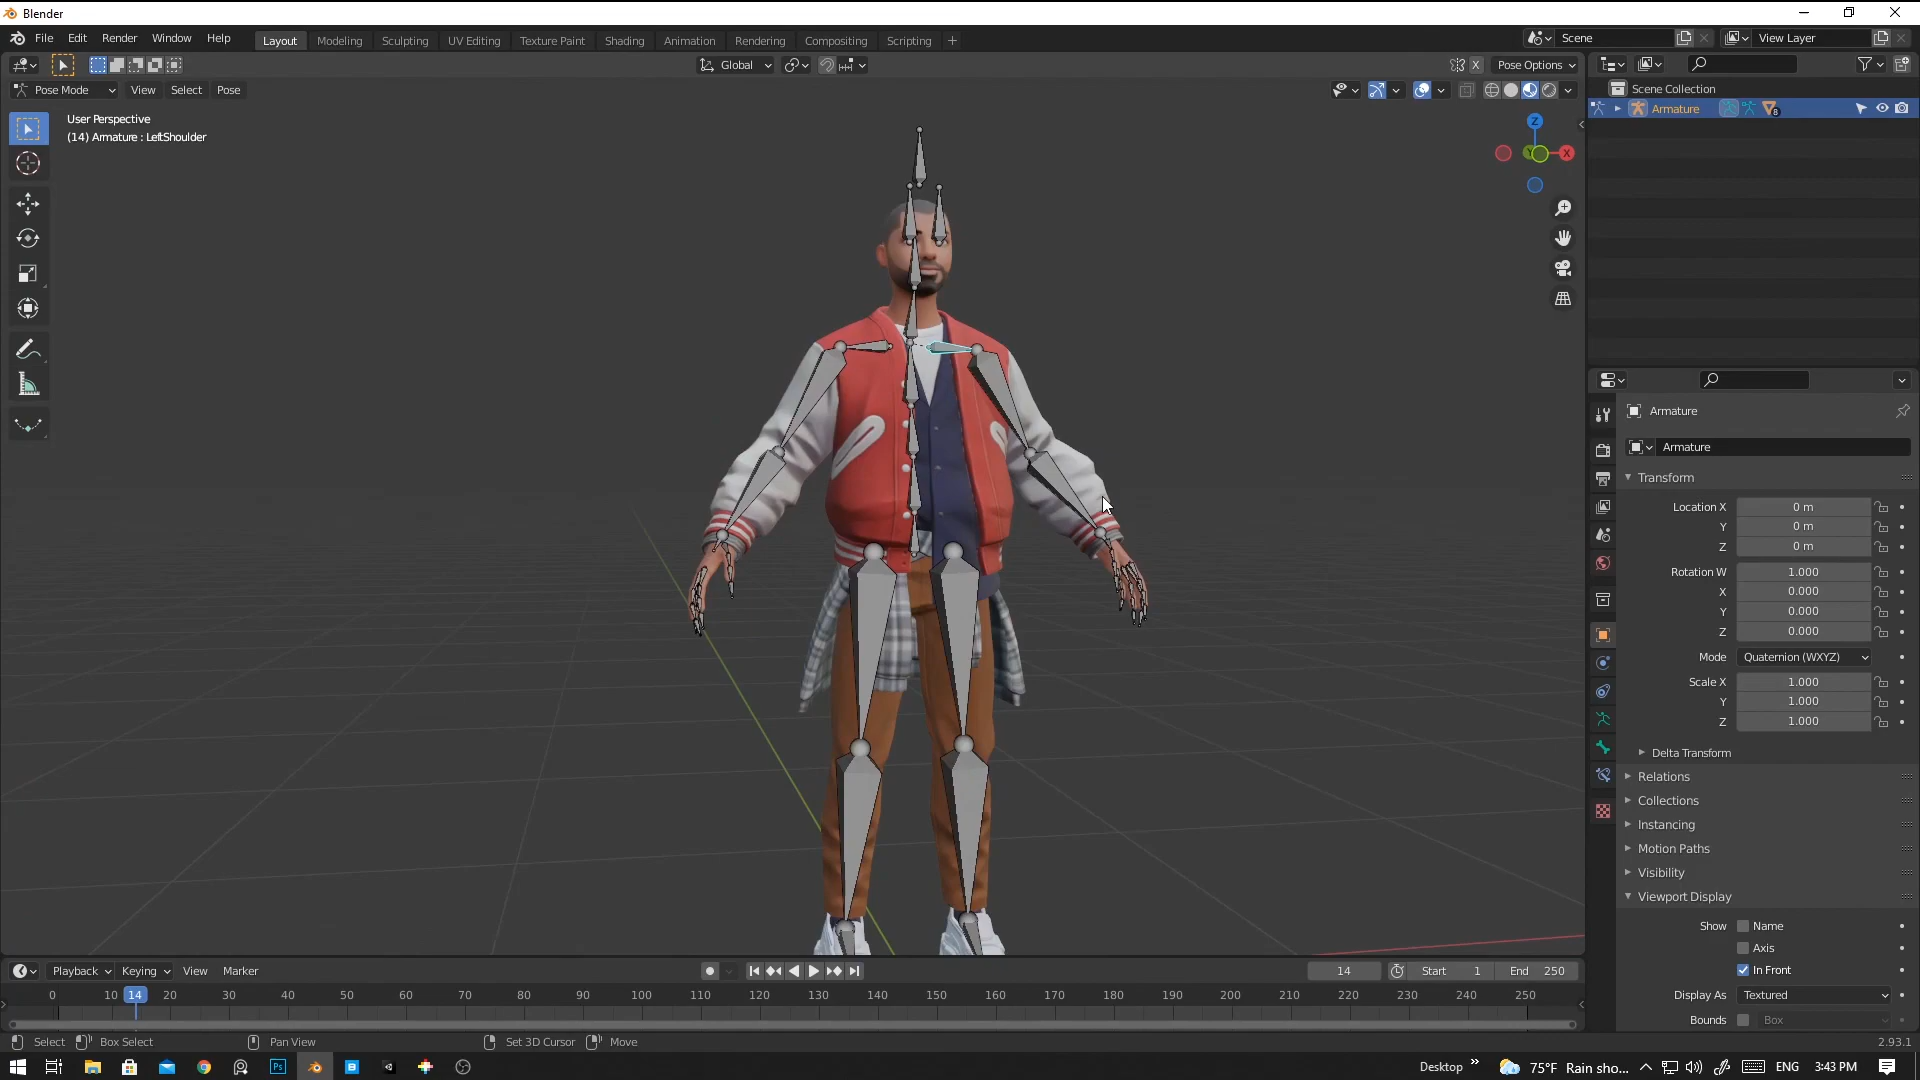 Blender
File Edit Render Window Help
Layout Modeling Sculpting UV Editing Texture Paint Shading Animation Rendering Compositing Scripting +
Scene
View Layer
Global
X
Pose Options
Pose Mode View Select Pose
User Perspective
(14) Armature : LeftShoulder
Z
Y
X
Scene Collection
Armature
8
Armature
Armature
Transform
Location X 0 m
Y 0 m
Z 0 m
Rotation W 1.000
X 0.000
Y 0.000
Z 0.000
Mode Quaternion (WXYZ)
Scale X 1.000
Y 1.000
Z 1.000
Delta Transform
Relations
Collections
Instancing
Motion Paths
Visibility
Viewport Display
Show Name
Axis
In Front
Display As Textured
Bounds Box
Playback Keying View Marker
14 Start 1 End 250
0 10 14 20 30 40 50 60 70 80 90 100 110 120 130 140 150 160 170 180 190 200 210 220 230 240 250
Select Box Select Pan View Set 3D Cursor Move
2.93.1
Ps
B
Desktop » 75°F Rain sho... ENG 3:43 PM